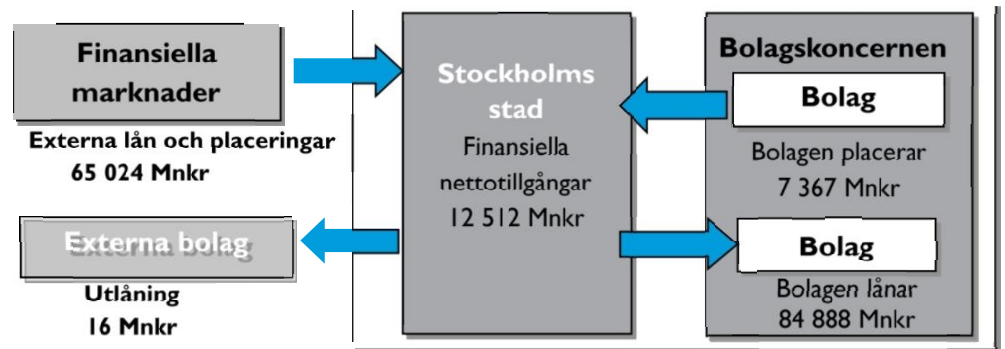 Finansiella
marknader
Externa lån och placeringar
65 024 Mnkr
Externa bolag
Utlåning
16 Mnkr
Stockholms
stad
Finansiella
nettotillgångar
12 512 Mnkr
Bolagskoncernen
Bolag
Bolagen placerar
7 367 Mnkr
Bolag
Bolagen lånar
84 888 Mnkr